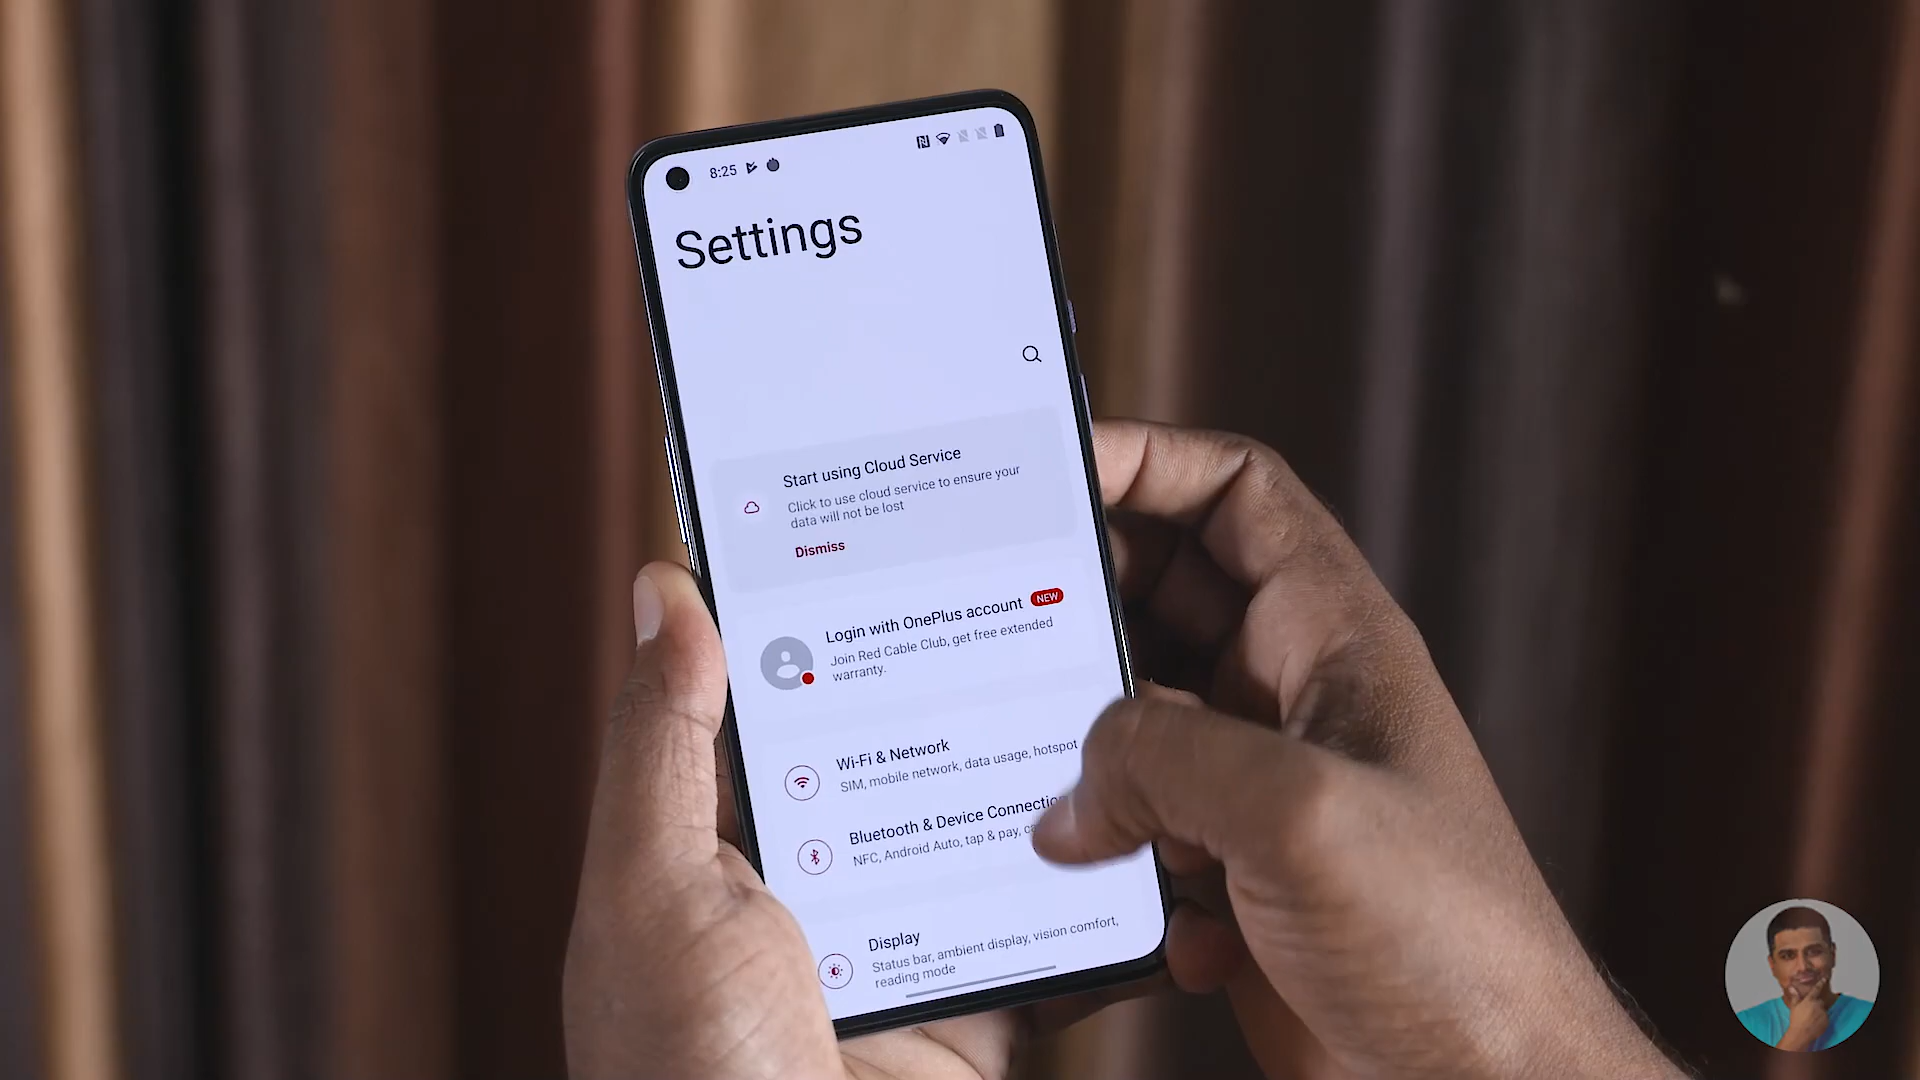 8:25
Settings
Start using Cloud Service
Click to use cloud service to ensure your
data will not be lost
Dismiss
Login with OnePlus account NEW
Join Red Cable Club, get free extended
warranty.
Wi-Fi & Network
SIM, mobile network, data usage, hotspot
Bluetooth & Device Connectio
NFC, Android Auto, tap & pay,
Display
Status bar, ambient display, vision comfort,
reading mode